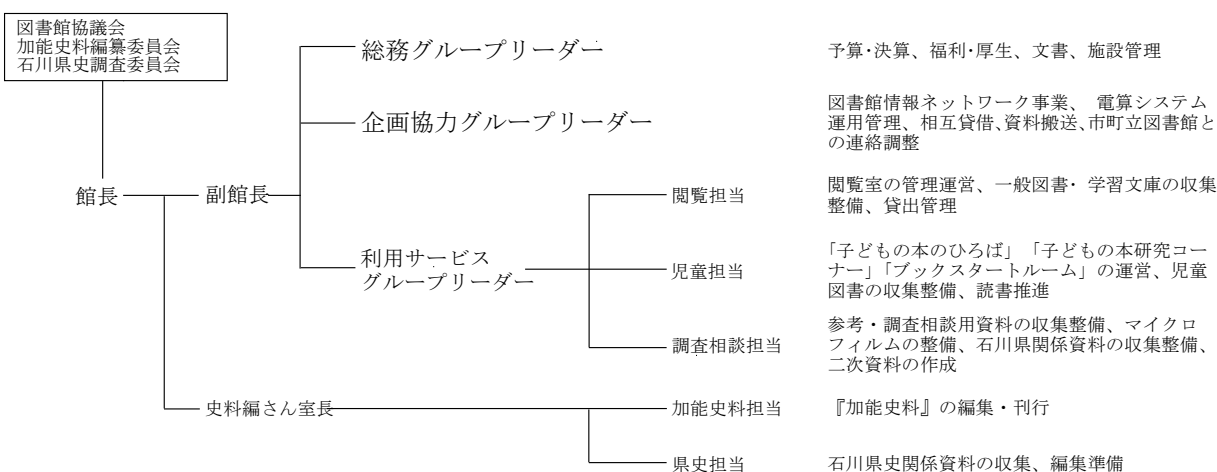 図書館協議会
加能史料編纂委員会
石川県史調査委員会
総務グループリーダー
予算・決算、福利・厚生、文書、施設管理
企画協力グループリーダー
図書館情報ネットワーク事業、 電算システム
運用管理、相互貸借、資料搬送、市町立図書館と
の連絡調整
館長
副館長
閲覧担当
閲覧室の管理運営、一般図書・ 学習文庫の収集
整備、貸出管理
利用サービス
グループリーダー
児童担当
「子どもの本のひろば」「子どもの本研究コー
ナー」「ブックスタートルーム」の運営、児童
図書の収集整備、読書推進
調査相談担当
参考・調査相談用資料の収集整備、マイクロ
フィルムの整備、石川県関係資料の収集整備、
二次資料の作成
史料編さん室長
加能史料担当
『加能史料』の編集・刊行
県史担当
石川県史関係資料の収集、編集準備